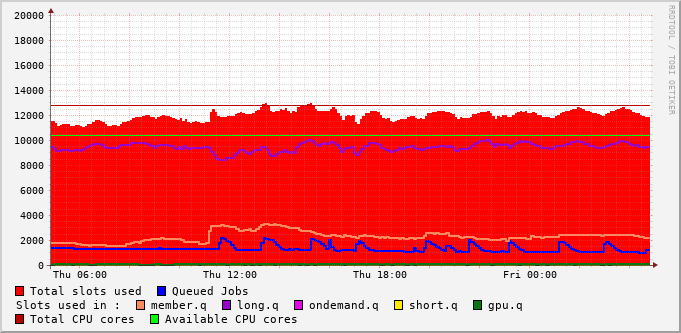 20000
18000
16000
14000
12000
10000
8000
6000
4000
2000
0
Thu 06:00 Thu 12:00 Thu 18:00 Fri 00:00
RRDTOOL / TOBI OETIKER
Total slots used Queued Jobs
Slots used in : member.q long.q ondemand.q short.q gpu.q
Total CPU cores Available CPU cores